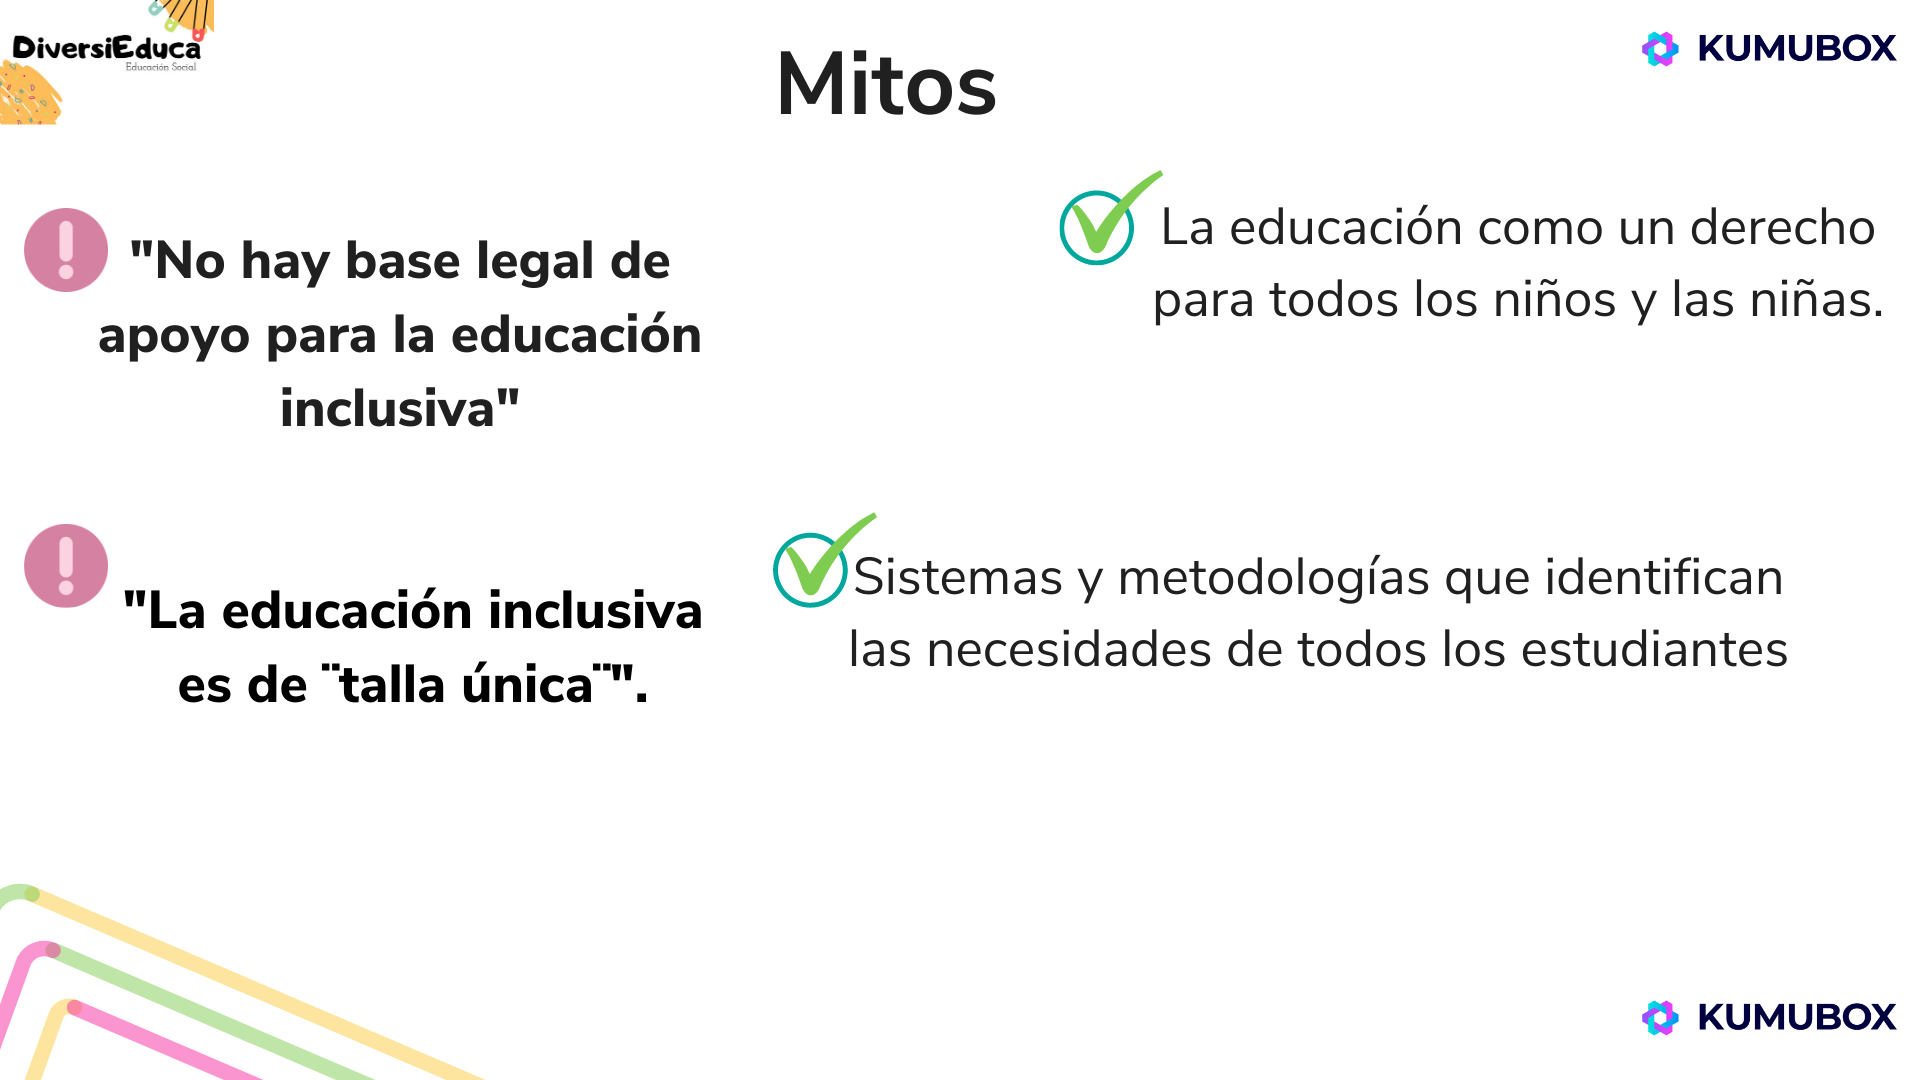 DiversiEduca
Educación Social
KUMUBOX
Mitos
"No hay base legal de
apoyo para la educación
inclusiva"
La educación como un derecho
para todos los niños y las niñas.
"La educación inclusiva
es de ¨talla única¨".
Sistemas y metodologías que identifican
las necesidades de todos los estudiantes
KUMUBOX